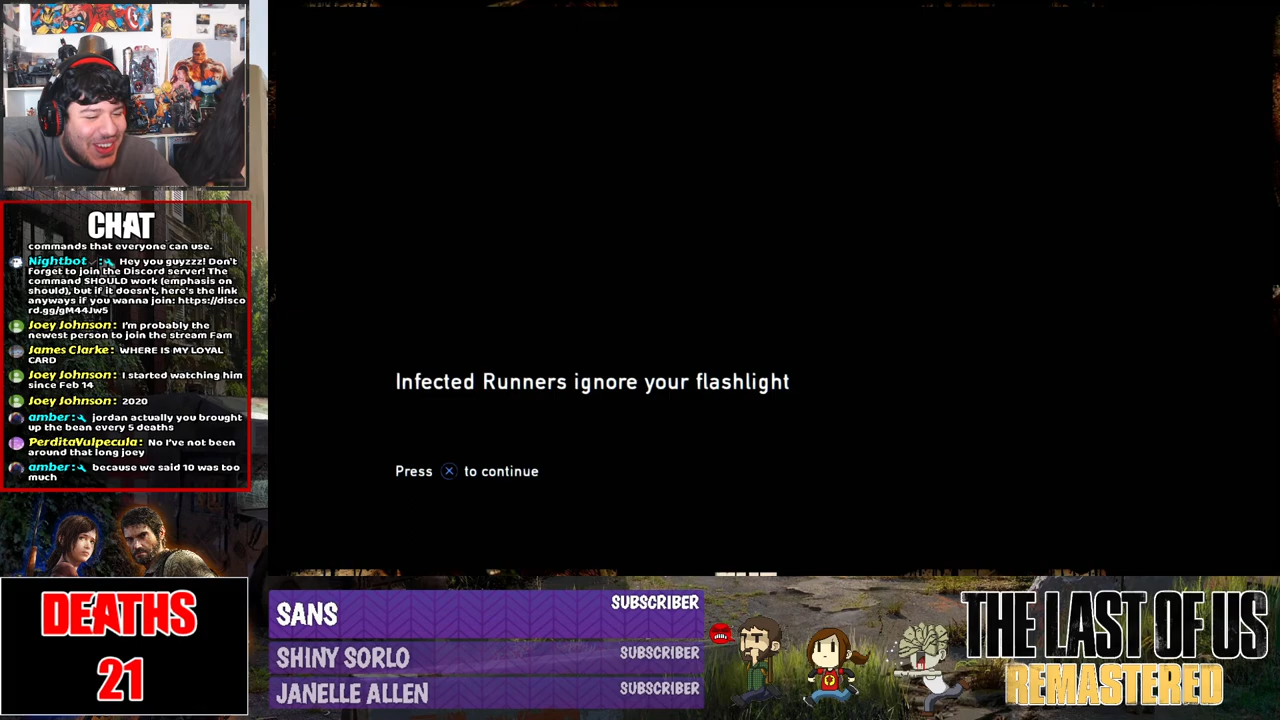 CHAT
commands that everyone can use.
Nightbot : Hey you guyzzz! Don't
forget to join the Discord server! The
command SHOULD work (emphasis on
should), but if it doesn't, here's the link
anyways if you wanna join: https://disco
rd.gg/gM44Jw5
Joey Johnson: I'm probably the
newest person to join the stream Fam
James Clarke: WHERE IS MY LOYAL
CARD
Joey Johnson: I started watching him
since Feb 14
Joey Johnson: 2020
amber: jordan actually you brought
up the bean every 5 deaths
PerditaVulpecula: No I've not been
around that long joey
amber: because we said 10 was too
much
Infected Runners ignore your flashlight
Press X to continue
DEATHS
21
SANS SUBSCRIBER
SHINY SORLO SUBSCRIBER
JANELLE ALLEN SUBSCRIBER
THE LAST OF US
REMASTERED